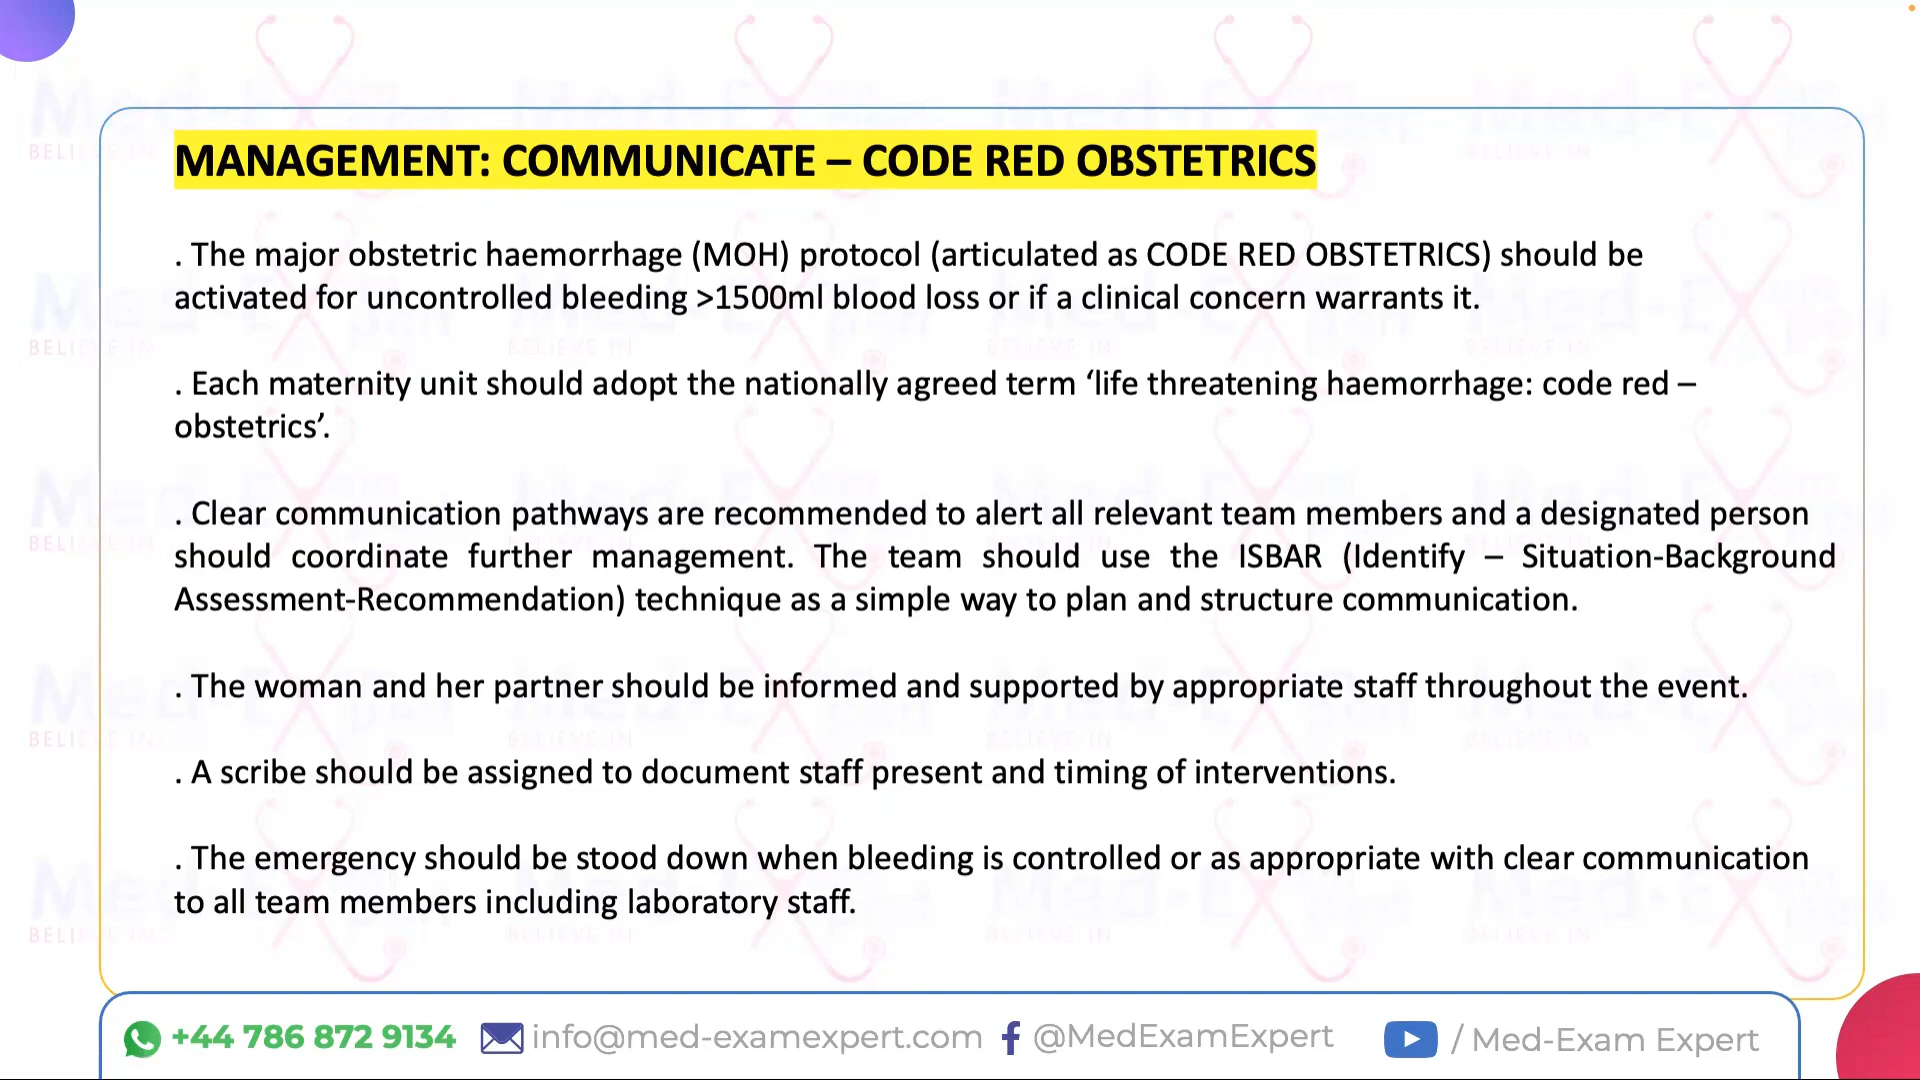 MANAGEMENT: COMMUNICATE – CODE RED OBSTETRICS
. The major obstetric haemorrhage (MOH) protocol (articulated as CODE RED OBSTETRICS) should be
activated for uncontrolled bleeding >1500ml blood loss or if a clinical concern warrants it.
. Each maternity unit should adopt the nationally agreed term ‘life threatening haemorrhage: code red –
obstetrics’.
. Clear communication pathways are recommended to alert all relevant team members and a designated person
should coordinate further management. The team should use the ISBAR (Identify – Situation-Background
Assessment-Recommendation) technique as a simple way to plan and structure communication.
. The woman and her partner should be informed and supported by appropriate staff throughout the event.
. A scribe should be assigned to document staff present and timing of interventions.
. The emergency should be stood down when bleeding is controlled or as appropriate with clear communication
to all team members including laboratory staff.
+44 786 872 9134 info@med-examexpert.com @MedExamExpert / Med-Exam Expert